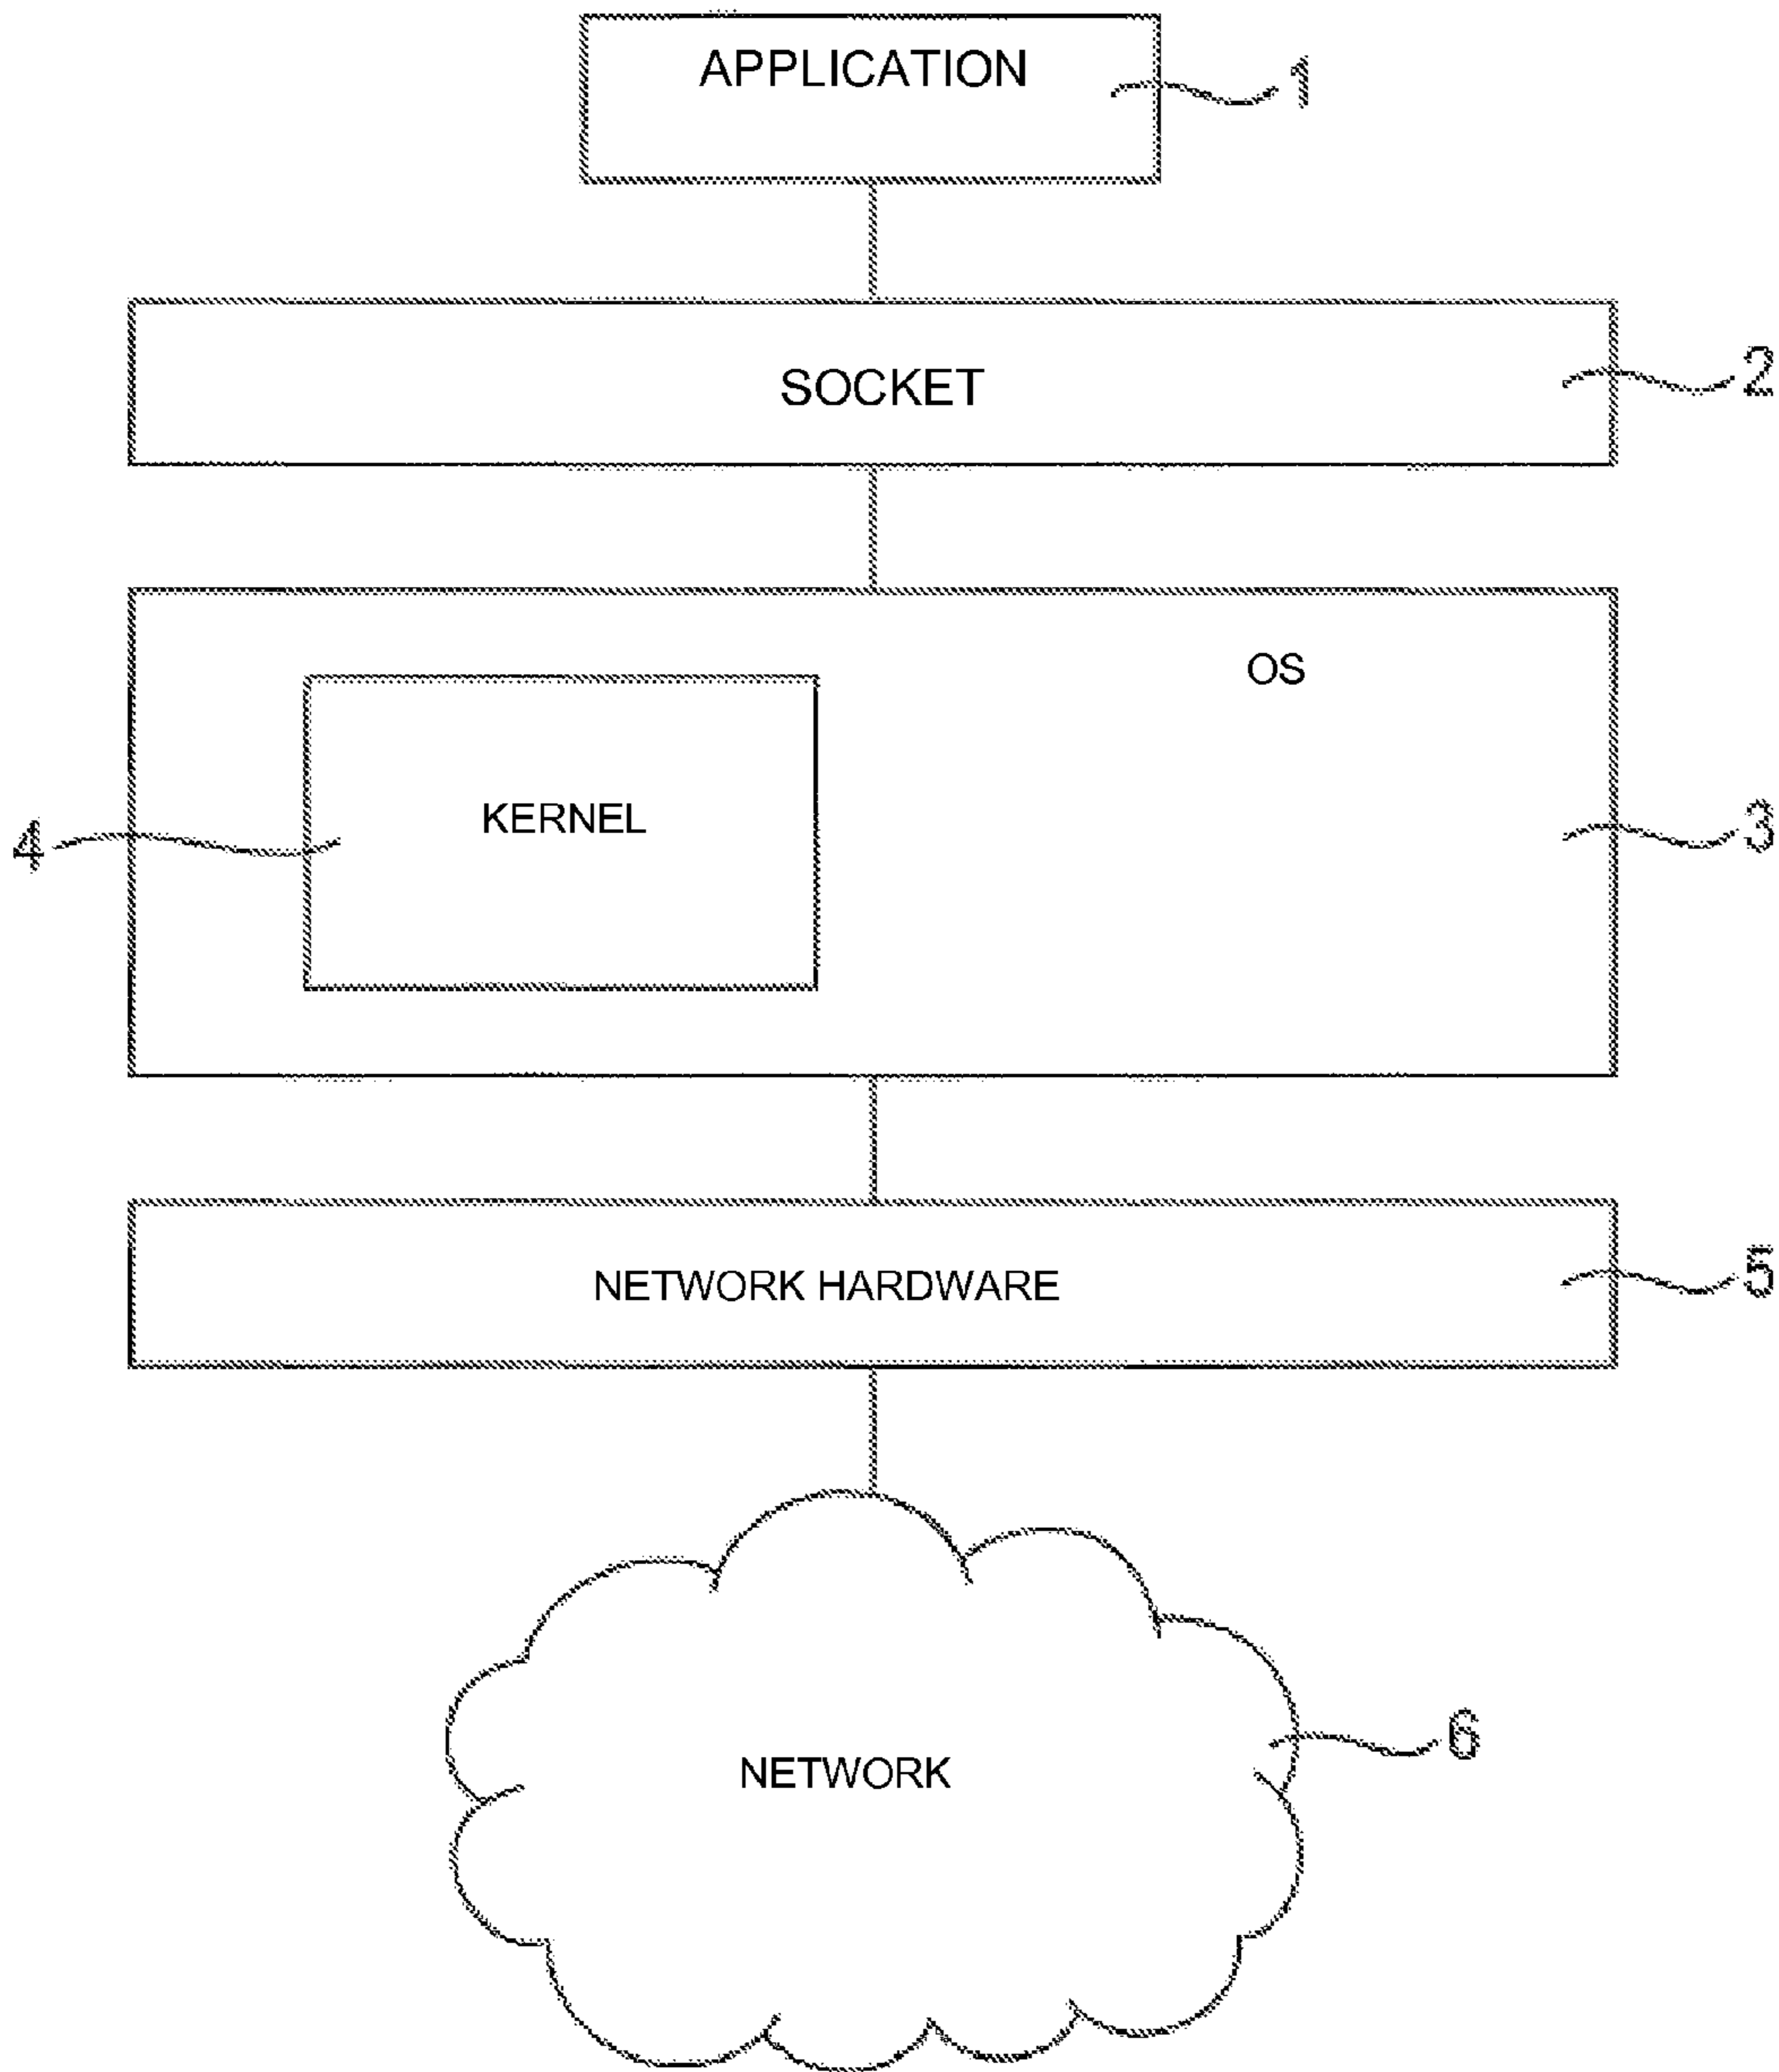 APPLICATION
1
SOCKET
2
OS
KERNEL
4
3
NETWORK HARDWARE
5
NETWORK
6